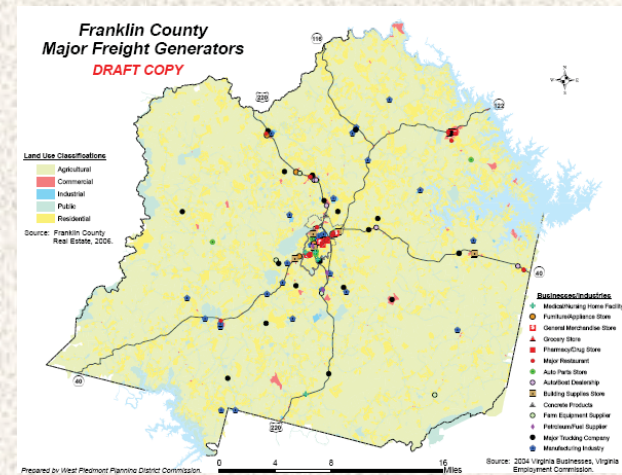 Franklin County
Major Freight Generators
DRAFT COPY
116
220
122
Land Use Classifications
Agricultural
Commercial
Industrial
Public
Residential
Source: Franklin County
Real Estate, 2006.
40
Businesses/Industries
Medical/Nursing Home Facility
Furniture/Appliance Store
General Merchandise Store
Grocery Store
Pharmacy/Drug Store
Major Restaurant
Auto Parts Store
Auto/Boat Dealership
Building Supplies Store
Concrete Products
Farm Equipment Supplier
Petroleum/Fuel Supplier
Major Trucking Company
Manufacturing Industry
40
220
Prepared by West Piedmont Planning District Commission.
0 4 8 16
Miles
Source: 2004 Virginia Businesses, Virginia
Employment Commission.